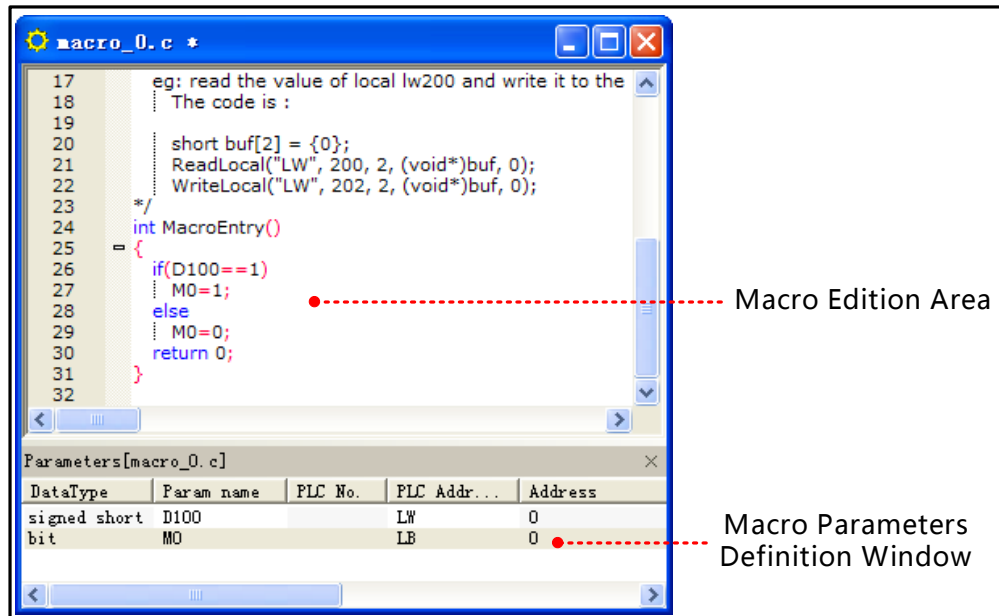 macro_0.c *
17 eg: read the value of local lw200 and write it to the
18 The code is :
19
20 short buf[2] = {0};
21 ReadLocal("LW", 200, 2, (void*)buf, 0);
22 WriteLocal("LW", 202, 2, (void*)buf, 0);
23 */
24 int MacroEntry()
25 {
26 if(D100==1)
27 M0=1;
28 else
29 M0=0;
30 return 0;
31 }
32
Macro Edition Area
Parameters[macro_0.c]
DataType Param name PLC No. PLC Addr... Address
signed short D100 LW 0
bit M0 LB 0
Macro Parameters
Definition Window